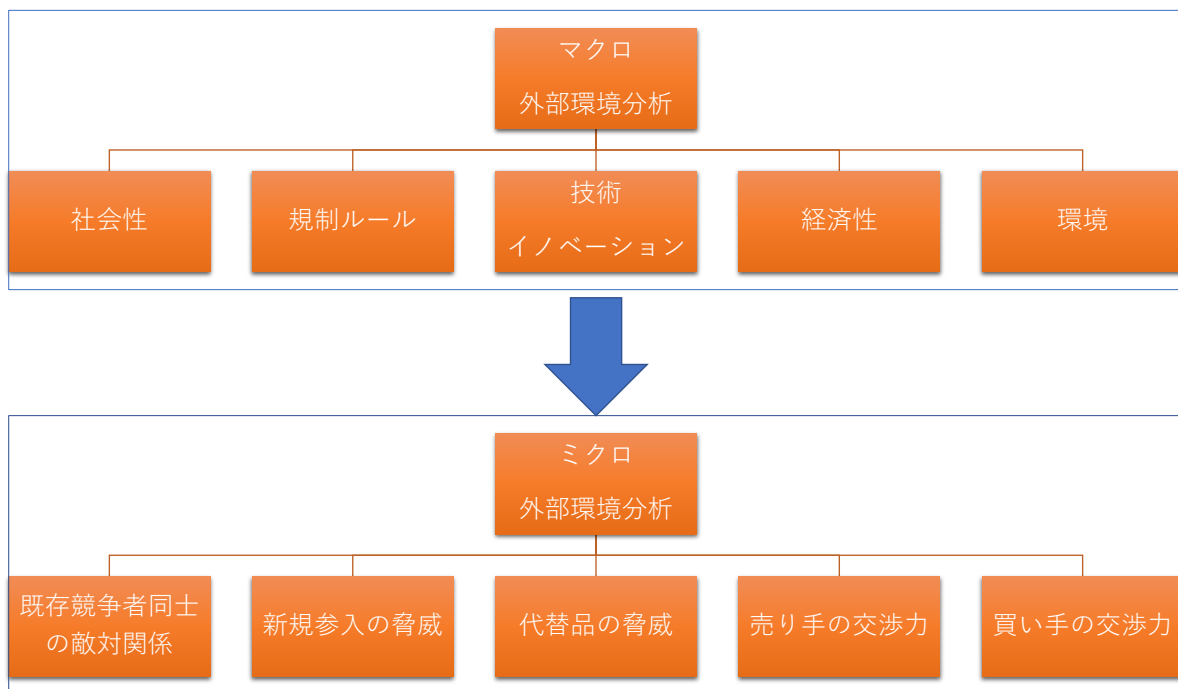 マクロ
外部環境分析
社会性
規制ルール
技術
イノベーション
経済性
環境
ミクロ
外部環境分析
既存競争者同士
の敵対関係
新規参入の脅威
代替品の脅威
売り手の交渉力
買い手の交渉力